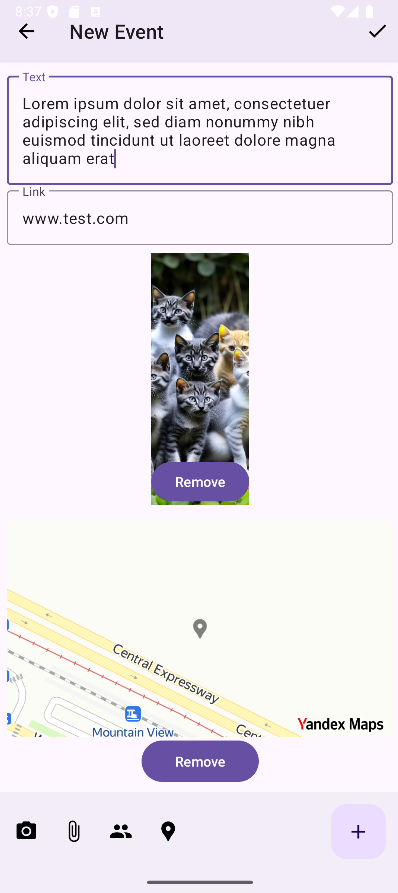 8:37
New Event
Text
Lorem ipsum dolor sit amet, consectetuer
adipiscing elit, sed diam nonummy nibh
euismod tincidunt ut laoreet dolore magna
aliquam erat
Link
www.test.com
Remove
Central Expressway
Mountain View
Yandex Maps
Remove